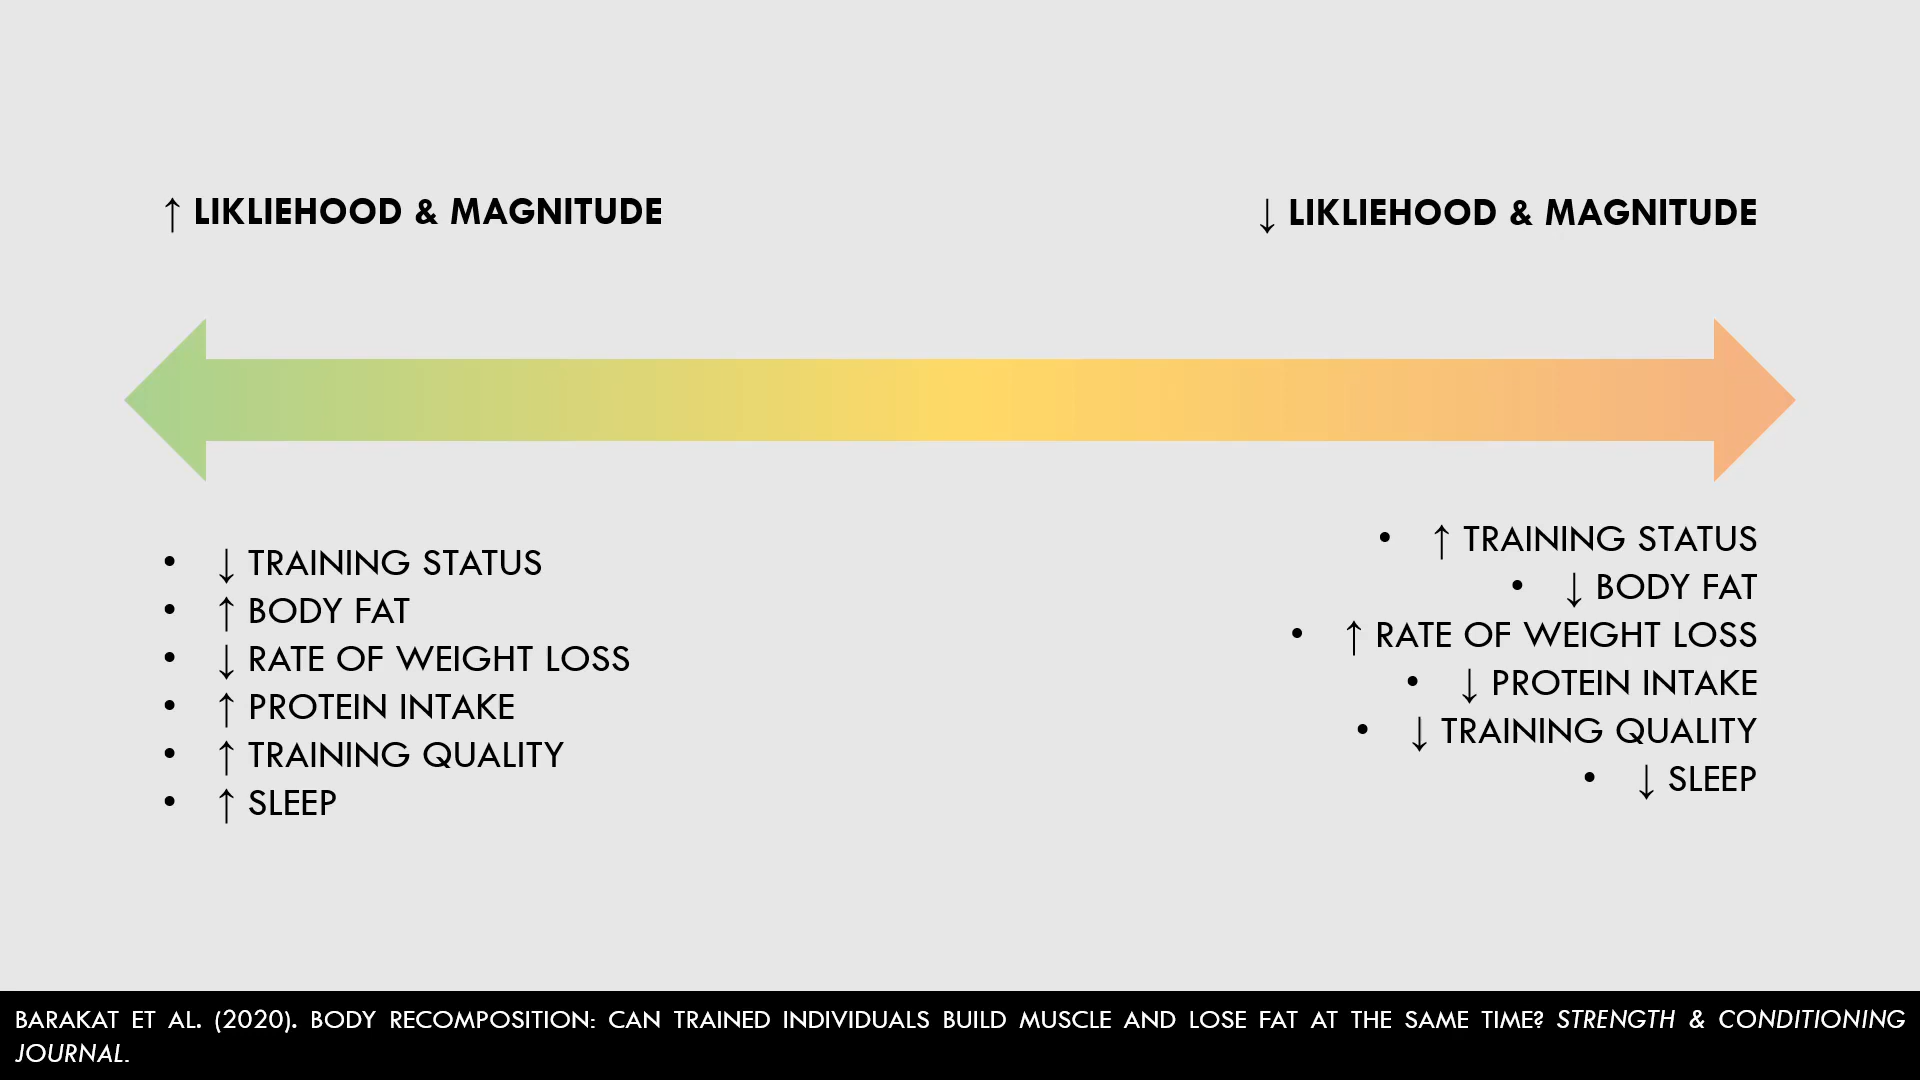 ↑ LIKLIEHOOD & MAGNITUDE
↓ LIKLIEHOOD & MAGNITUDE
• ↓ TRAINING STATUS
• ↑ BODY FAT
• ↓ RATE OF WEIGHT LOSS
• ↑ PROTEIN INTAKE
• ↑ TRAINING QUALITY
• ↑ SLEEP
• ↑ TRAINING STATUS
• ↓ BODY FAT
• ↑ RATE OF WEIGHT LOSS
• ↓ PROTEIN INTAKE
• ↓ TRAINING QUALITY
• ↓ SLEEP
BARAKAT ET AL. (2020). BODY RECOMPOSITION: CAN TRAINED INDIVIDUALS BUILD MUSCLE AND LOSE FAT AT THE SAME TIME? STRENGTH & CONDITIONING
JOURNAL.